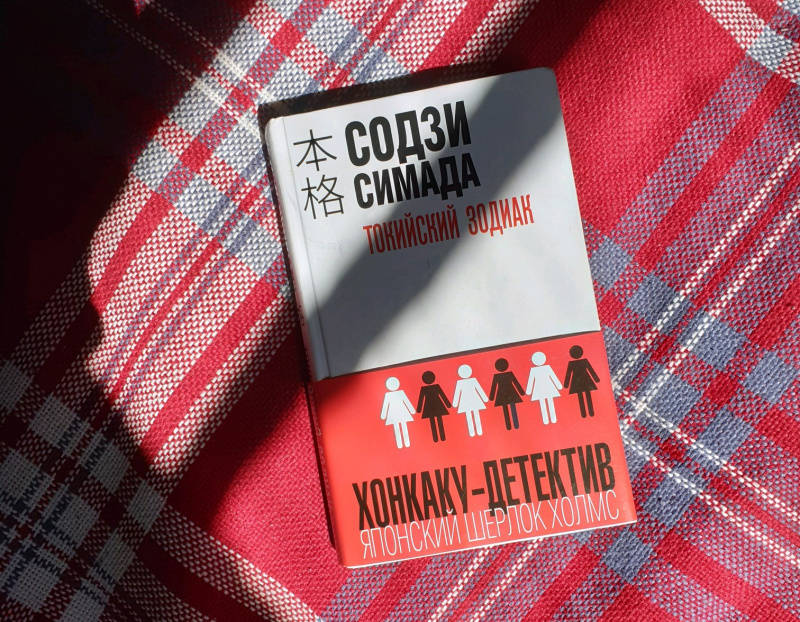 本格
СОДЗИ
СИМАДА
ТОКИЙСКИЙ ЗОДИАК
ХОНКАКУ–ДЕТЕКТИВ
ЯПОНСКИЙ ШЕРЛОК ХОЛМС